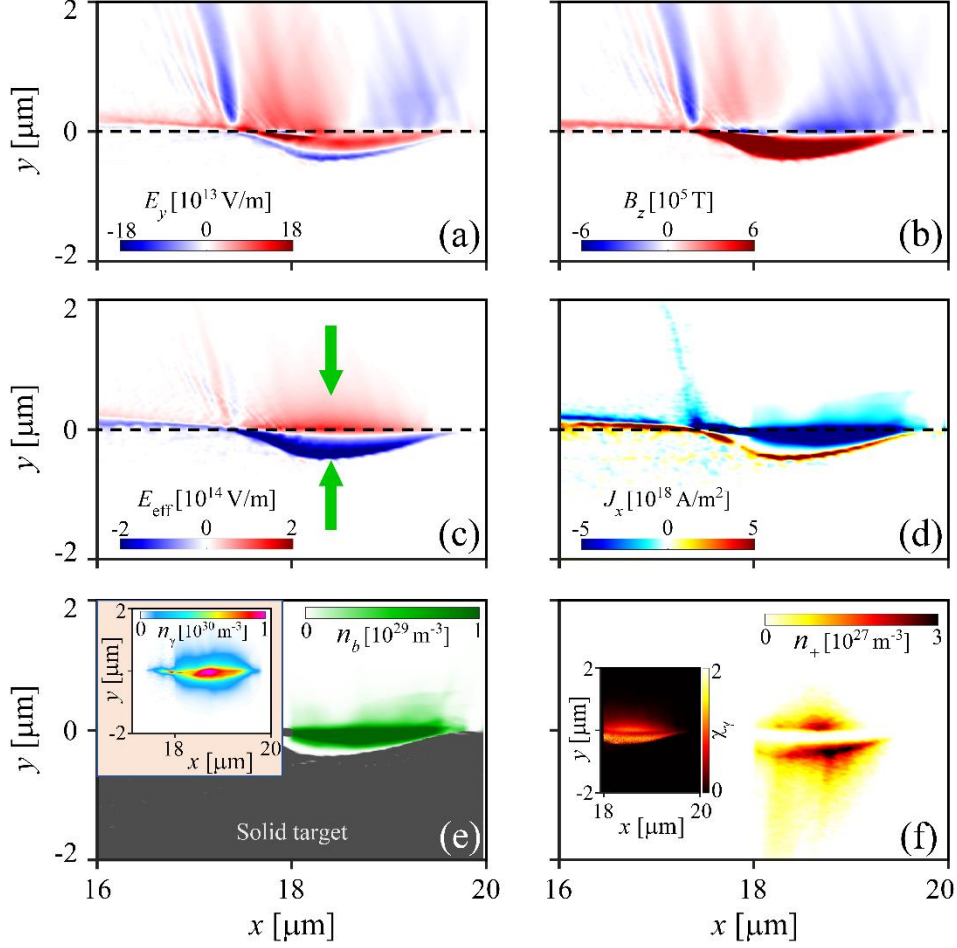 2
0
-2
y [μm]
E_y [10^13 V/m]
-18 0 18
(a)
B_z [10^5 T]
-6 0 6
(b)
2
0
-2
y [μm]
E_eff [10^14 V/m]
-2 0 2
(c)
2
0
-2
J_x [10^18 A/m^2]
-5 0 5
(d)
2
0
-2
y [μm]
0 n_γ [10^30 m^-3] 1
2
0
-2
y [μm]
18 20
x [μm]
0 1
n_b [10^29 m^-3]
Solid target
(e)
16 18 20
x [μm]
0 n_+ [10^27 m^-3] 3
2
0
-2
y [μm]
18 20
x [μm]
2
0
χ_γ
(f)
16 18 20
x [μm]